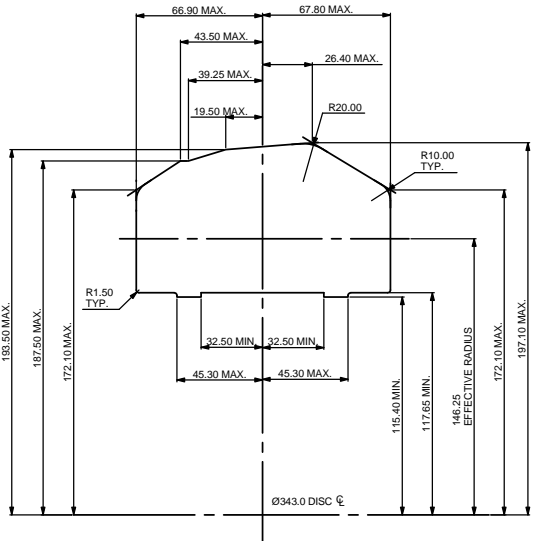 66.90 MAX.
67.80 MAX.
43.50 MAX.
26.40 MAX.
39.25 MAX.
19.50 MAX.
R20.00
R10.00
TYP.
R1.50
TYP.
193.50 MAX.
187.50 MAX.
172.10 MAX.
32.50 MIN.
32.50 MIN.
45.30 MAX.
45.30 MAX.
115.40 MIN.
117.65 MIN.
146.25
EFFECTIVE RADIUS
172.10 MAX.
197.10 MAX.
Ø343.0 DISC ℄